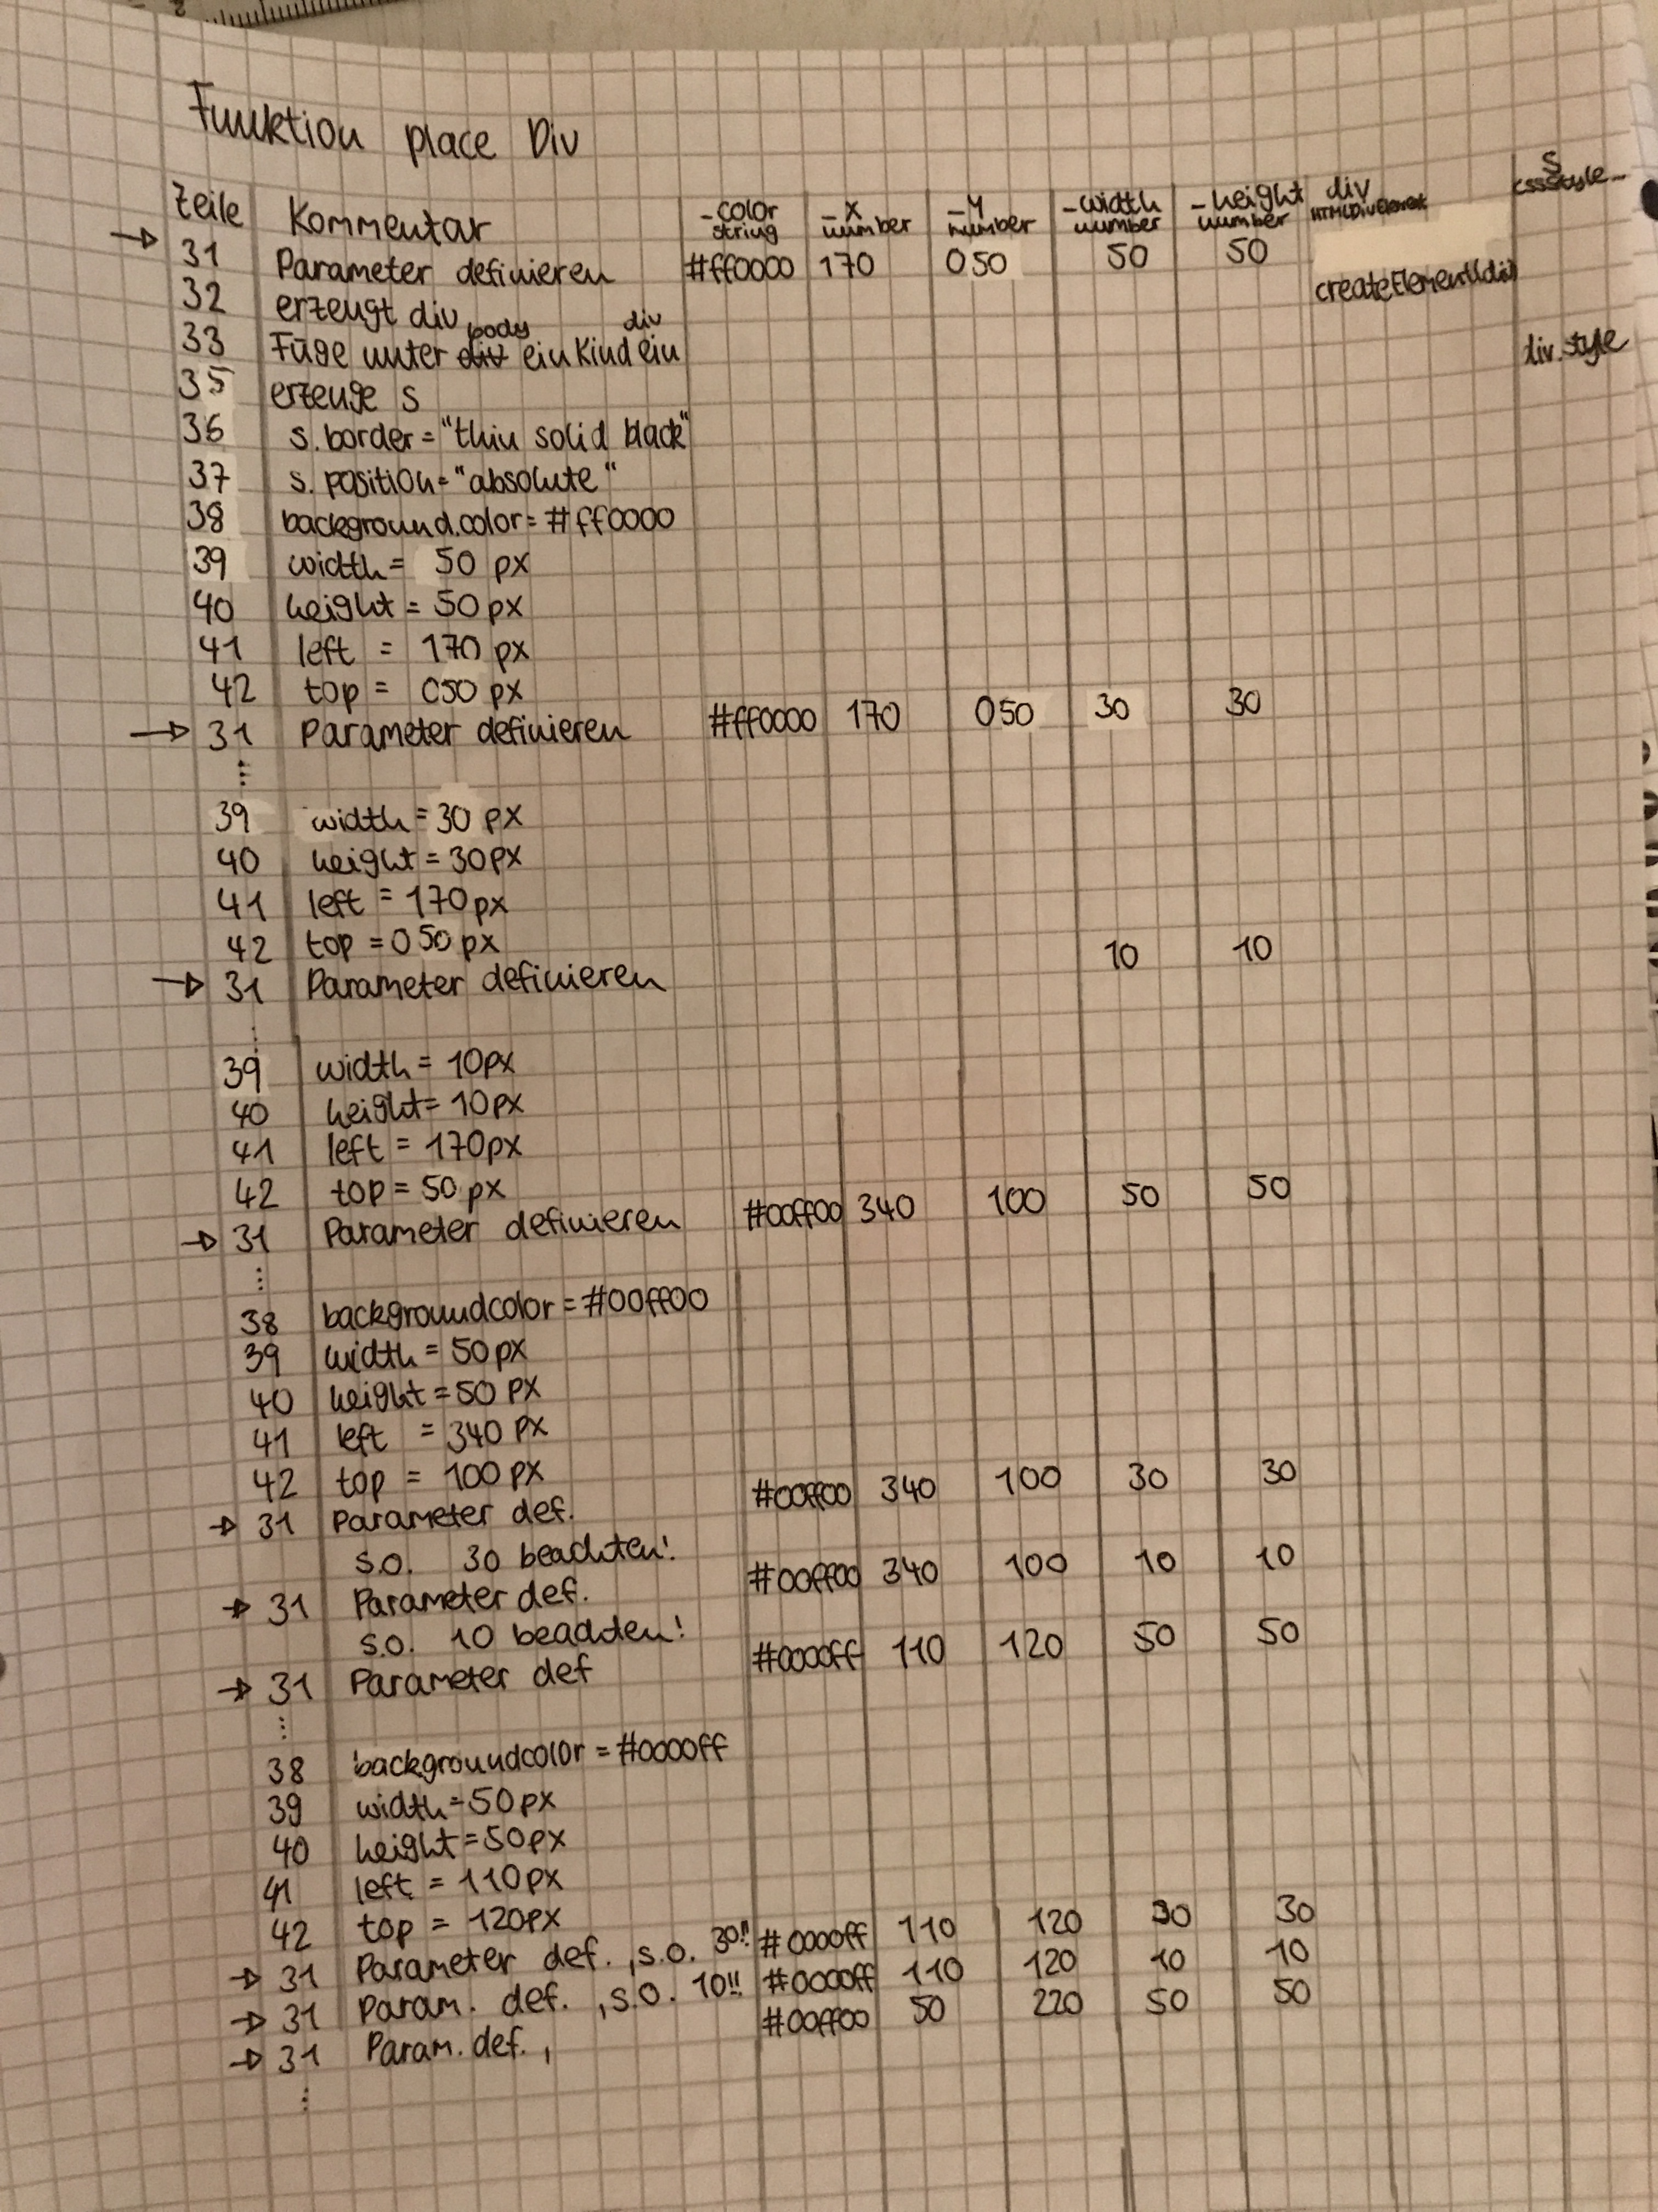 Funktion place Div
Zeile Kommentar _color string _x number _y number _width number _height number div HTMLDivElement s cssstyle...
→ 31 Parameter definieren #ff0000 170 050 50 50
32 erzeugt div createElement(div)
33 Füge unter body ein Kind div ein
35 erzeuge s div.style
36 s.border = "thin solid black"
37 s.position = "absolute"
38 background.color = #ff0000
39 width = 50 px
40 height = 50 px
41 left = 170 px
42 top = 050 px
→ 31 Parameter definieren #ff0000 170 050 30 30
...
39 width = 30 px
40 height = 30px
41 left = 170px
42 top = 050 px
→ 31 Parameter definieren 10 10
...
39 width = 10px
40 height = 10px
41 left = 170px
42 top = 50 px
→ 31 Parameter definieren #00ff00 340 100 50 50
...
38 backgroundcolor = #00ff00
39 width = 50px
40 height = 50 px
41 left = 340 px
42 top = 100 px
→ 31 Parameter def. #00ff00 340 100 30 30
s.o. 30 beachten!
→ 31 Parameter def. #00ff00 340 100 10 10
s.o. 10 beachten!
→ 31 Parameter def #0000ff 110 120 50 50
...
38 backgroundcolor = #0000ff
39 width = 50px
40 height = 50px
41 left = 110px
42 top = 120px
→ 31 Parameter def., s.o. 30!! #0000ff 110 120 30 30
→ 31 Param. def., s.o. 10!! #0000ff 110 120 10 10
→ 31 Param. def., #00ff00 50 220 50 50
...